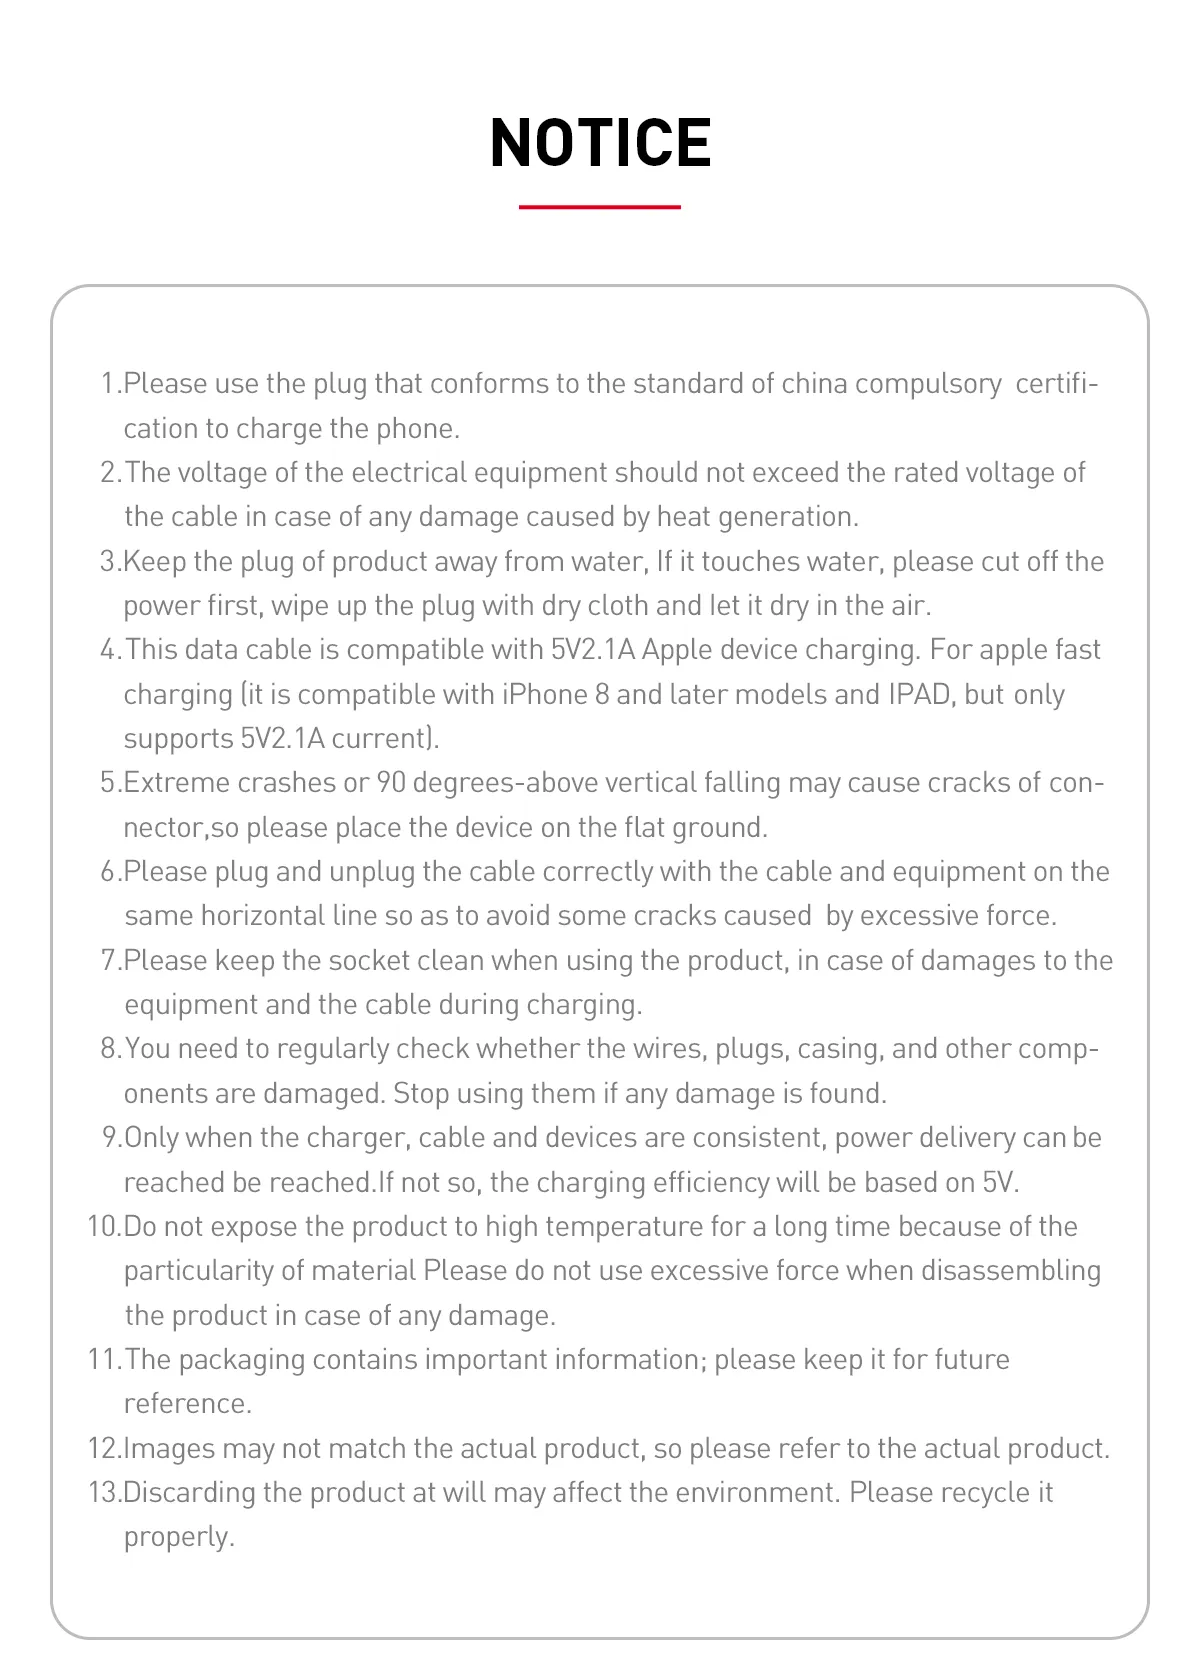 NOTICE
1.Please use the plug that conforms to the standard of china compulsory certifi-
cation to charge the phone.
2.The voltage of the electrical equipment should not exceed the rated voltage of
the cable in case of any damage caused by heat generation.
3.Keep the plug of product away from water, If it touches water, please cut off the
power first, wipe up the plug with dry cloth and let it dry in the air.
4.This data cable is compatible with 5V2.1A Apple device charging. For apple fast
charging (it is compatible with iPhone 8 and later models and IPAD, but only
supports 5V2.1A current).
5.Extreme crashes or 90 degrees-above vertical falling may cause cracks of con-
nector,so please place the device on the flat ground.
6.Please plug and unplug the cable correctly with the cable and equipment on the
same horizontal line so as to avoid some cracks caused by excessive force.
7.Please keep the socket clean when using the product, in case of damages to the
equipment and the cable during charging.
8.You need to regularly check whether the wires, plugs, casing, and other comp-
onents are damaged. Stop using them if any damage is found.
9.Only when the charger, cable and devices are consistent, power delivery can be
reached be reached.If not so, the charging efficiency will be based on 5V.
10.Do not expose the product to high temperature for a long time because of the
particularity of material Please do not use excessive force when disassembling
the product in case of any damage.
11.The packaging contains important information; please keep it for future
reference.
12.Images may not match the actual product, so please refer to the actual product.
13.Discarding the product at will may affect the environment. Please recycle it
properly.